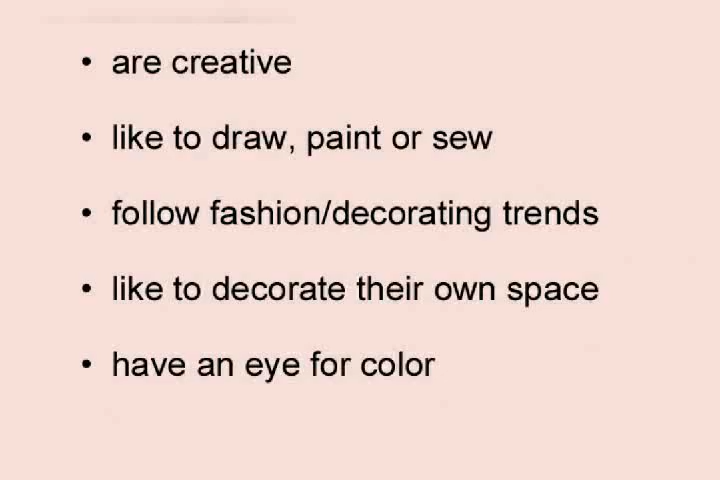 • are creative
• like to draw, paint or sew
• follow fashion/decorating trends
• like to decorate their own space
• have an eye for color